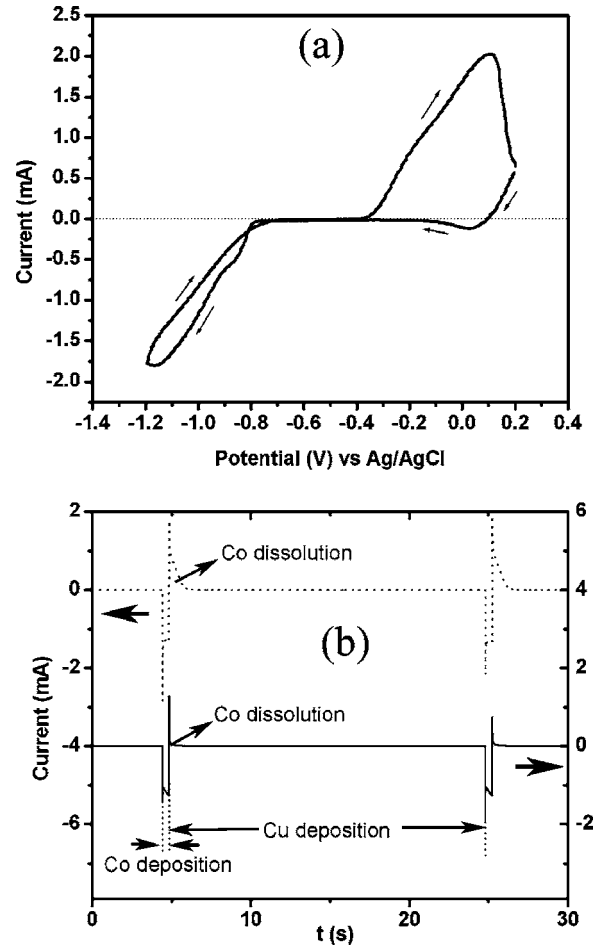 (a)
2.5
2.0
1.5
1.0
0.5
0.0
-0.5
-1.0
-1.5
-2.0
Current (mA)
-1.4 -1.2 -1.0 -0.8 -0.6 -0.4 -0.2 0.0 0.2 0.4
Potential (V) vs Ag/AgCl
(b)
2
0
-2
-4
-6
Current (mA)
6
4
2
0
-2
Co dissolution
Co dissolution
Cu deposition
Co deposition
0 10 20 30
t (s)